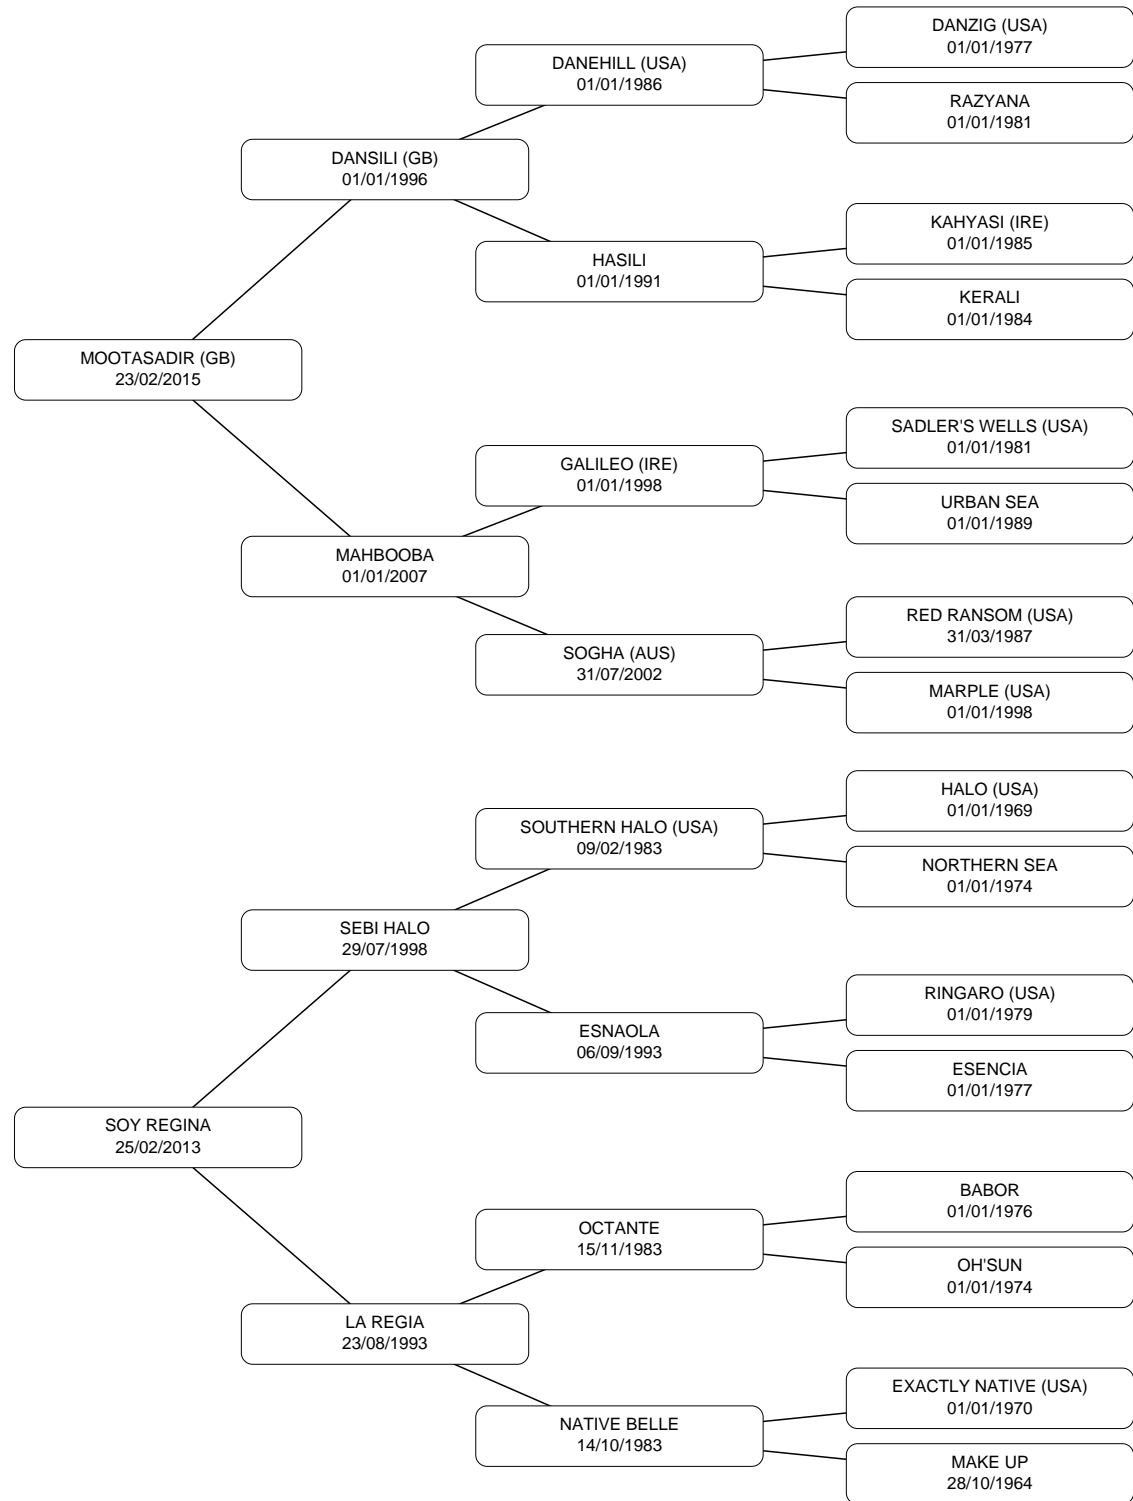 DANZIG (USA)
01/01/1977
DANEHILL (USA)
01/01/1986
RAZYANA
01/01/1981
DANSILI (GB)
01/01/1996
KAHYASI (IRE)
01/01/1985
HASILI
01/01/1991
KERALI
01/01/1984
MOOTASADIR (GB)
23/02/2015
SADLER'S WELLS (USA)
01/01/1981
GALILEO (IRE)
01/01/1998
URBAN SEA
01/01/1989
MAHBOOBA
01/01/2007
RED RANSOM (USA)
31/03/1987
SOGHA (AUS)
31/07/2002
MARPLE (USA)
01/01/1998
HALO (USA)
01/01/1969
SOUTHERN HALO (USA)
09/02/1983
NORTHERN SEA
01/01/1974
SEBI HALO
29/07/1998
RINGARO (USA)
01/01/1979
ESNAOLA
06/09/1993
ESENCIA
01/01/1977
SOY REGINA
25/02/2013
BABOR
01/01/1976
OCTANTE
15/11/1983
OH'SUN
01/01/1974
LA REGIA
23/08/1993
EXACTLY NATIVE (USA)
01/01/1970
NATIVE BELLE
14/10/1983
MAKE UP
28/10/1964